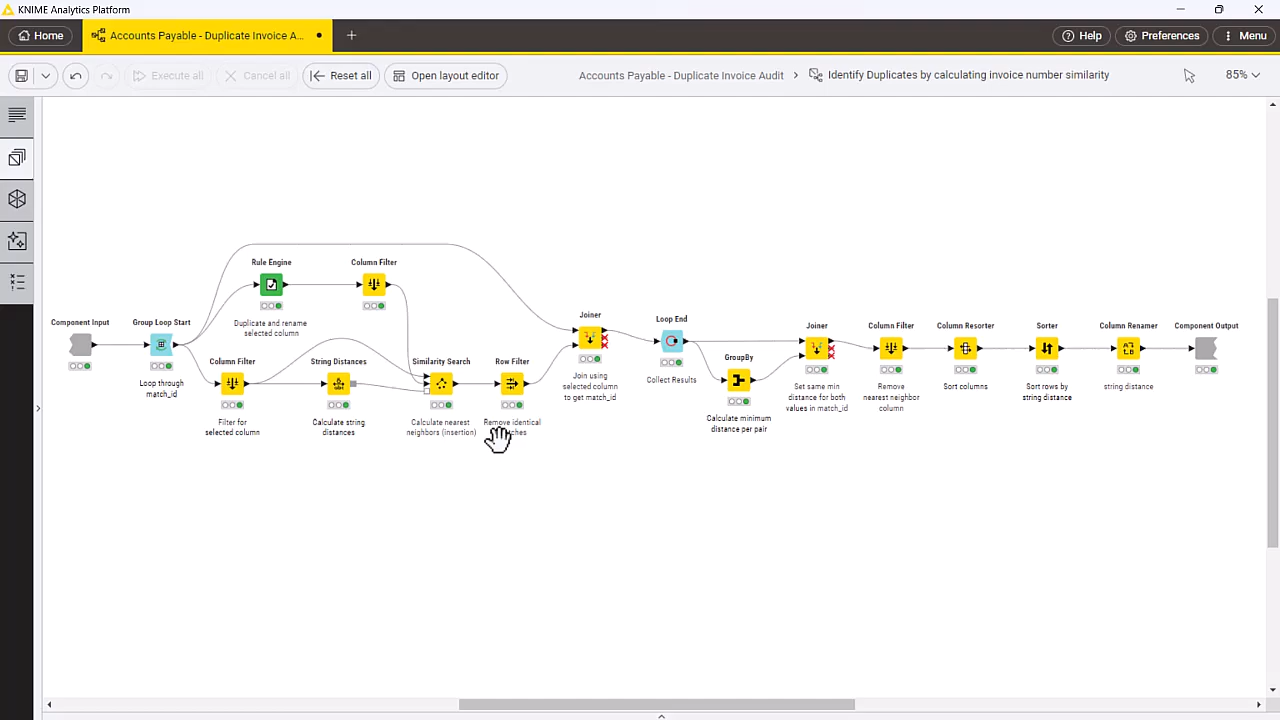 KNIME Analytics Platform
Home
Accounts Payable - Duplicate Invoice A...
Help
Preferences
Menu
Execute all
Cancel all
Reset all
Open layout editor
Accounts Payable - Duplicate Invoice Audit
Identify Duplicates by calculating invoice number similarity
85%
Rule Engine
Duplicate and rename
selected column
Column Filter
Component Input
Group Loop Start
Loop through
match_id
Column Filter
Filter for
selected column
String Distances
Calculate string
distances
Similarity Search
Calculate nearest
neighbors (insertion)
Row Filter
Remove identical
Joiner
Join using
selected column
to get match_id
Loop End
Collect Results
GroupBy
Calculate minimum
distance per pair
Joiner
Set same min
distance for both
values in match_id
Column Filter
Remove
nearest neighbor
column
Column Resorter
Sort columns
Sorter
Sort rows by
string distance
Column Renamer
string distance
Component Output